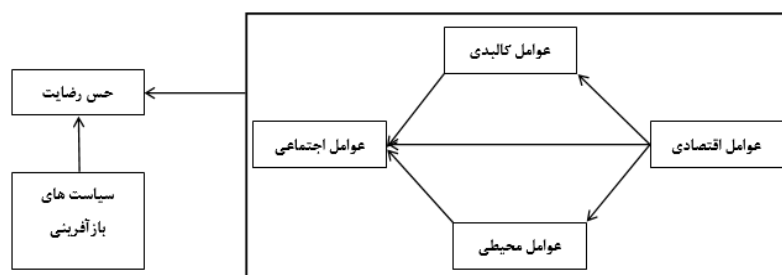 عوامل کالبدی
حس رضایت
عوامل اقتصادی
عوامل اجتماعی
سیاست های
بازآفرینی
عوامل محیطی